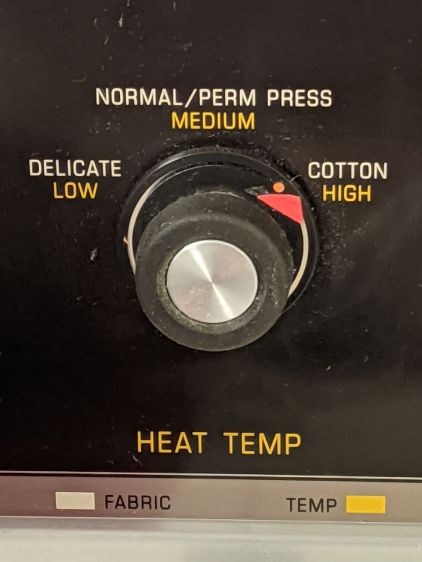 NORMAL/PERM PRESS
MEDIUM
DELICATE
LOW
COTTON
HIGH
HEAT TEMP
FABRIC
TEMP